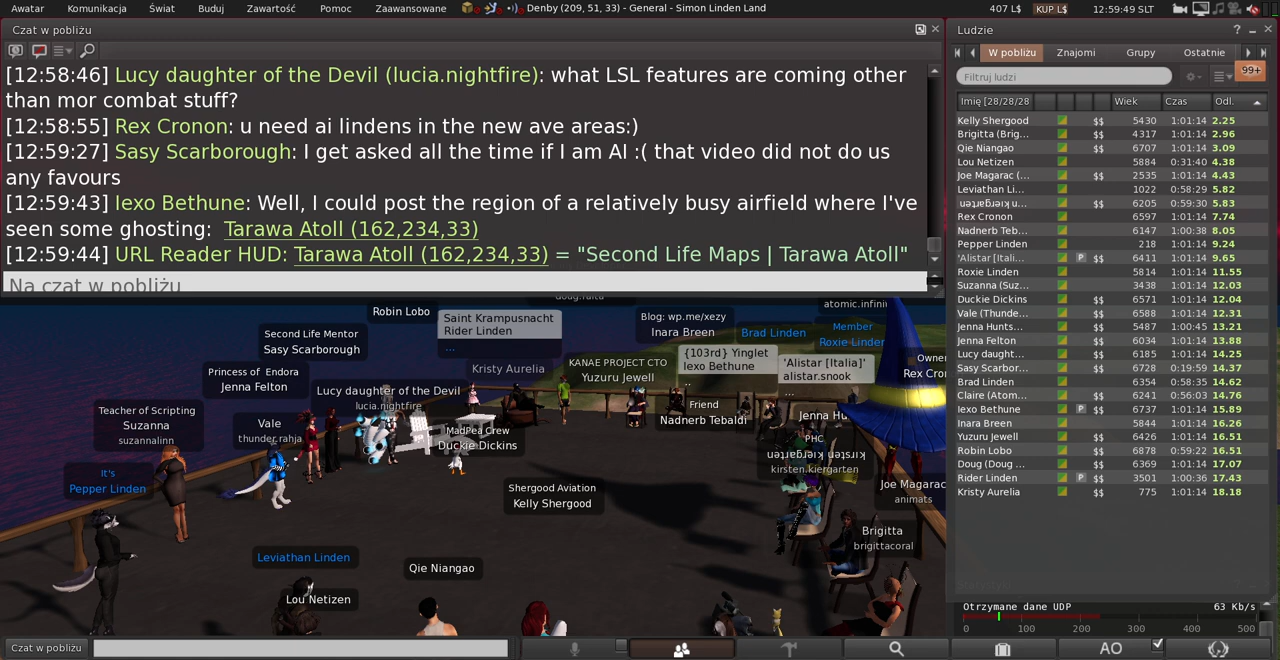 Awatar Komunikacja Świat Buduj Zawartość Pomoc Zaawansowane Denby (209, 51, 33) - General - Simon Linden Land 407 L$ KUP L$ 12:59:49 SLT
Czat w pobliżu
[12:58:46] Lucy daughter of the Devil (lucia.nightfire): what LSL features are coming other
than mor combat stuff?
[12:58:55] Rex Cronon: u need ai lindens in the new ave areas:)
[12:59:27] Sasy Scarborough: I get asked all the time if I am AI :( that video did not do us
any favours
[12:59:43] Iexo Bethune: Well, I could post the region of a relatively busy airfield where I've
seen some ghosting: Tarawa Atoll (162,234,33)
[12:59:44] URL Reader HUD: Tarawa Atoll (162,234,33) = "Second Life Maps | Tarawa Atoll"
Na czat w pobliżu
atomic.infini
Robin Lobo
Saint Krampusnacht
Rider Linden
...
Blog: wp.me/xezy
Inara Breen
Brad Linden
Member
Roxie Linden
Second Life Mentor
Sasy Scarborough
Kristy Aurelia
KANAE PROJECT CTO
Yuzuru Jewell
{103rd} Yinglet
Iexo Bethune
..
'Alistar [Italia]'
alistar.snook
...
Owner
Rex Cron
Princess of Endora
Jenna Felton
Lucy daughter of the Devil
lucia.nightfire
Friend
Nadnerb Tebaldi
Jenna Hu
Teacher of Scripting
Suzanna
suzannalinn
Vale
thunder.rahja
MadPea Crew
Duckie Dickins
PHC
uǝʇɹɐƃɹǝıʞ uǝʇsɹıʞ
kirsten.kiergarten
It's
Pepper Linden
Shergood Aviation
Kelly Shergood
Joe Magarac
animats
Brigitta
brigittacoral
Leviathan Linden
Qie Niangao
Lou Netizen
Czat w pobliżu
Ludzie
W pobliżu Znajomi Grupy Ostatnie
99+
Filtruj ludzi
Imię [28/28/28 Wiek Czas Odl.
Kelly Shergood $$ 5430 1:01:14 2.25
Brigitta (Brig... $$ 4317 1:01:14 2.96
Qie Niangao $$ 6707 1:01:14 3.09
Lou Netizen 5884 0:31:40 4.38
Joe Magarac (... $$ 2535 1:01:14 4.43
Leviathan Li... 1022 0:58:29 5.82
uǝʇɹɐƃɹǝıʞ u... $$ 6205 0:59:30 5.83
Rex Cronon 6597 1:01:14 7.74
Nadnerb Teb... 6147 1:00:38 8.05
Pepper Linden 218 1:01:14 9.24
'Alistar [Itali... P $$ 6411 1:01:14 9.65
Roxie Linden 5814 1:01:14 11.55
Suzanna (Suz... 3438 1:01:14 12.03
Duckie Dickins $$ 6571 1:01:14 12.04
Vale (Thunde... $$ 6588 1:01:14 12.31
Jenna Hunts... $$ 5487 1:00:45 13.21
Jenna Felton $$ 6034 1:01:14 13.88
Lucy daught... $$ 6185 1:01:14 14.25
Sasy Scarbor... $$ 6728 0:19:59 14.37
Brad Linden 6354 0:58:35 14.62
Claire (Atom... $$ 6241 0:56:03 14.76
Iexo Bethune P $$ 6737 1:01:14 15.89
Inara Breen 5844 1:01:14 16.26
Yuzuru Jewell $$ 6426 1:01:14 16.51
Robin Lobo $$ 6878 0:59:22 16.51
Doug (Doug ... $$ 6369 1:01:14 17.07
Rider Linden P $$ 3501 1:00:36 17.43
Kristy Aurelia $$ 775 1:01:14 18.18
Otrzymane dane UDP 63 Kb/s
0 100 200 300 400 500
AO